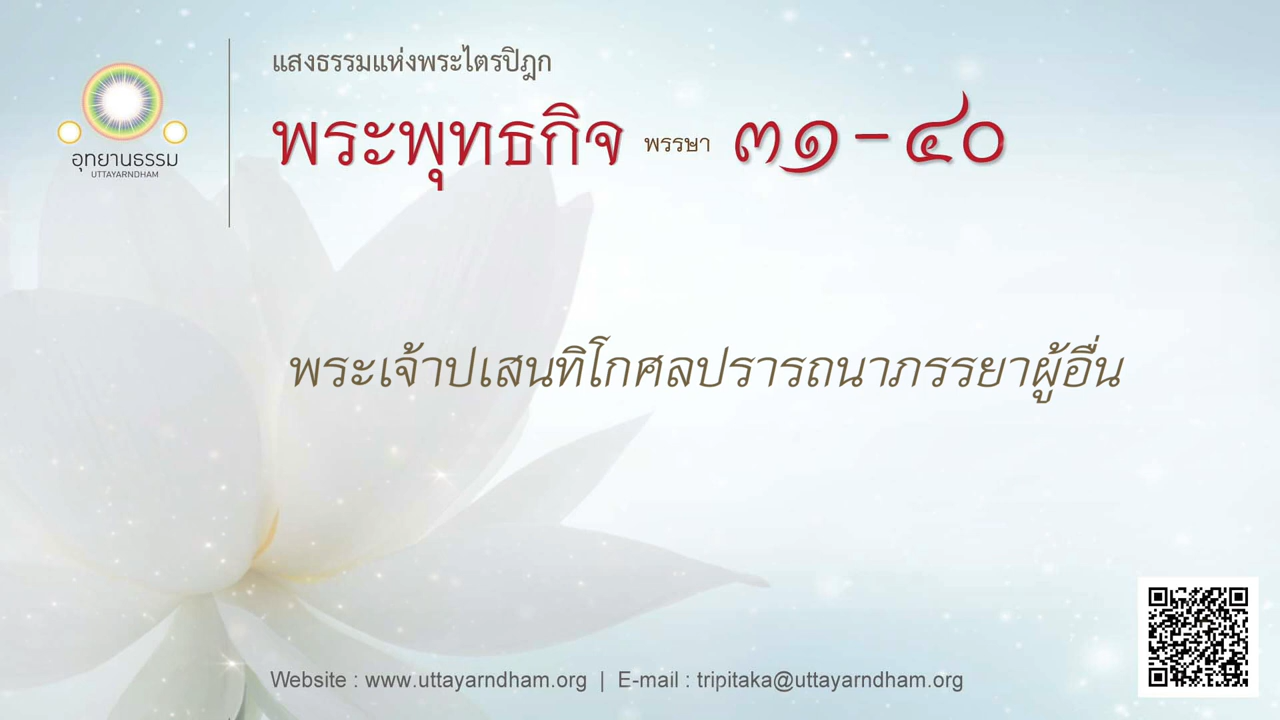 แสงธรรมแห่งพระไตรปิฎก
พระพุทธกิจ พรรษา ๓๑ - ๔๐
อุทยานธรรม
UTTAYARNDHAM
พระเจ้าปเสนทิโกศลปรารถนาภรรยาผู้อื่น
Website : www.uttayarndham.org | E-mail : tripitaka@uttayarndham.org